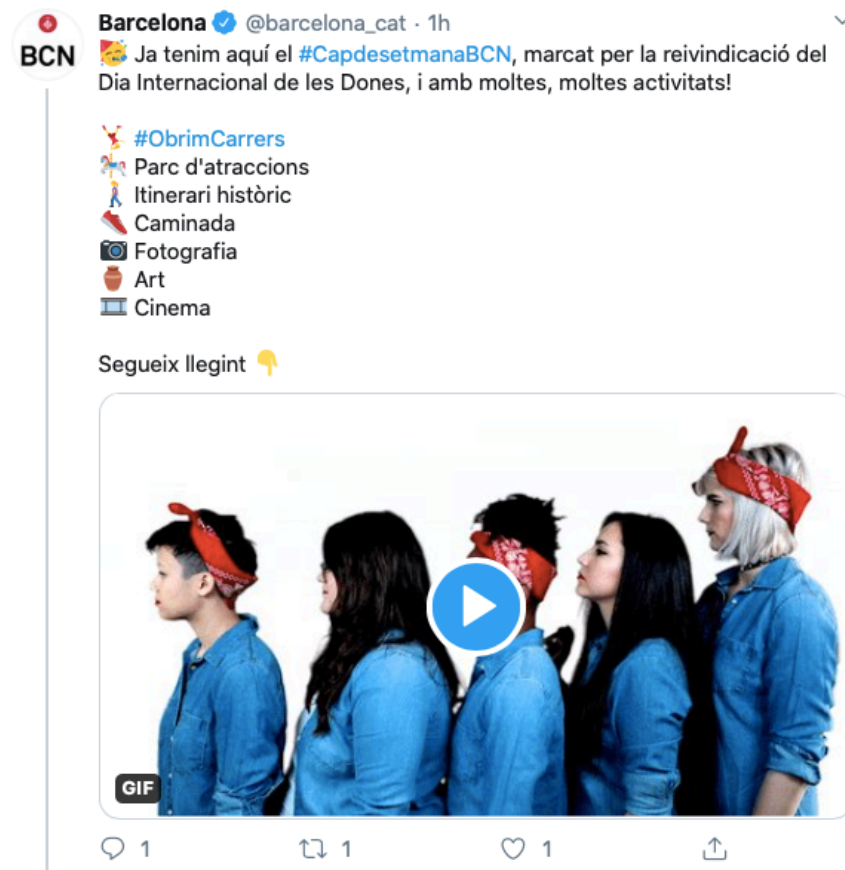 BCN
Barcelona @barcelona_cat · 1h
🥳 Ja tenim aquí el #CapdesetmanaBCN, marcat per la reivindicació del
Dia Internacional de les Dones, i amb moltes, moltes activitats!
🤾 #ObrimCarrers
🎠 Parc d'atraccions
🚶 Itinerari històric
👟 Caminada
📷 Fotografia
🏺 Art
🎞 Cinema
Segueix llegint 👇
GIF
1 1 1